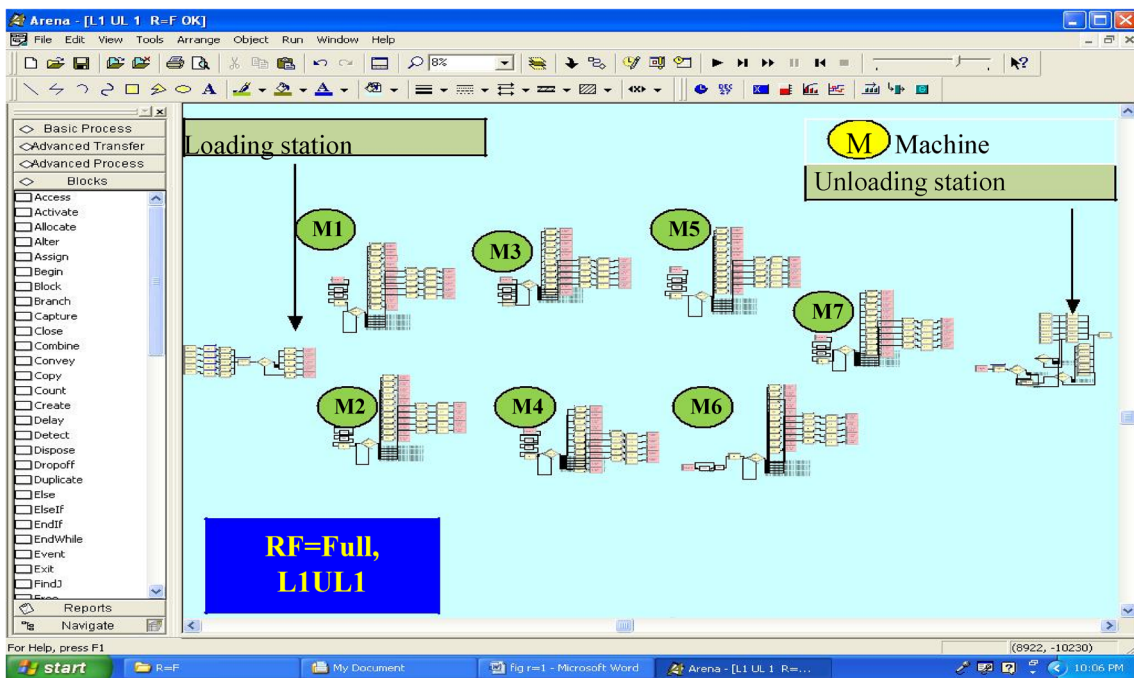 Arena - [L1 UL 1 R=F OK]
File Edit View Tools Arrange Object Run Window Help
8%
Basic Process
Advanced Transfer
Advanced Process
Blocks
Access
Activate
Allocate
Alter
Assign
Begin
Block
Branch
Capture
Close
Combine
Convey
Copy
Count
Create
Delay
Detect
Dispose
Dropoff
Duplicate
Else
ElseIf
EndIf
EndWhile
Event
Exit
FindJ
Reports
Navigate
Loading station
M Machine
Unloading station
M1
M3
M5
M7
M2
M4
M6
RF=Full,
L1UL1
For Help, press F1
(8922, -10230)
start
R=F
My Document
fig r=1 - Microsoft Word
Arena - [L1 UL 1 R=...
10:06 PM